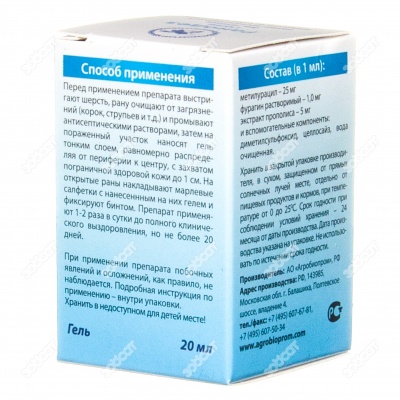 Способ применения
Перед применением препарата выстри-
гают шерсть, рану очищают от загрязне-
ний (корок, струпьев и т.д.) и промывают
антисептическими растворами, затем на
пораженный участок наносят гель
тонким слоем, равномерно распреде-
ляя от периферии к центру, с захватом
пограничной здоровой кожи до 1 см. На
открытые раны накладывают марлевые
салфетки с нанесенным на них гелем и
фиксируют бинтом. Препарат применя-
ют 1-2 раза в сутки до полного клиниче-
ского выздоровления, но не более 20
дней.
При применении препарата побочных
явлений и осложнений, как правило, не
наблюдается. Подробная инструкция по
применению – внутри упаковки.
Хранить в недоступном для детей месте!
Гель
20 мл
Состав (в 1 мл):
метилурацил – 25 мг
фурагин растворимый – 1,0 мг
экстракт прополиса – 5 мг
и вспомогательные компоненты:
диметилсульфоксид, целлосайз, вода
очищенная.
Хранить в закрытой упаковке производи-
теля, в сухом, защищенном от прямых
солнечных лучей месте, отдельно от
пищевых продуктов и кормов, при темпе-
ратуре от 0 до 25°С. Срок годности при
соблюдении условий хранения – 24
месяца от даты производства. Дата произ-
водства указана на упаковке. Не использо-
вать по истечении срока годности.
Производитель: АО «Агробиопром», РФ
Адрес производства: РФ, 143985,
Московская обл. г. Балашиха, Полтевское
шоссе, владение 4.
тел./факс: +7 (495) 607-67-81,
+7 (495) 607-50-34
www.agrobioprom.com